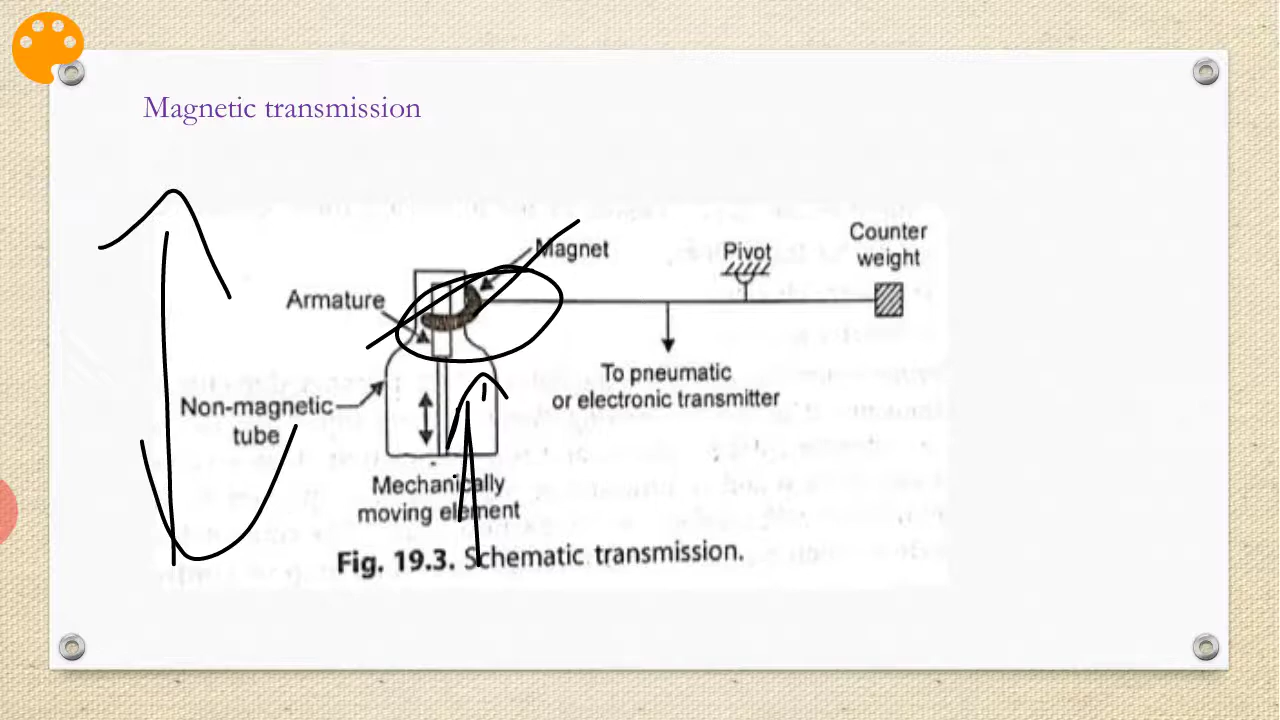 Magnetic transmission
Magnet
Pivot
Counter
weight
Armature
To pneumatic
or electronic transmitter
Non-magnetic
tube
Mechanically
moving element
Fig. 19.3. Schematic transmission.